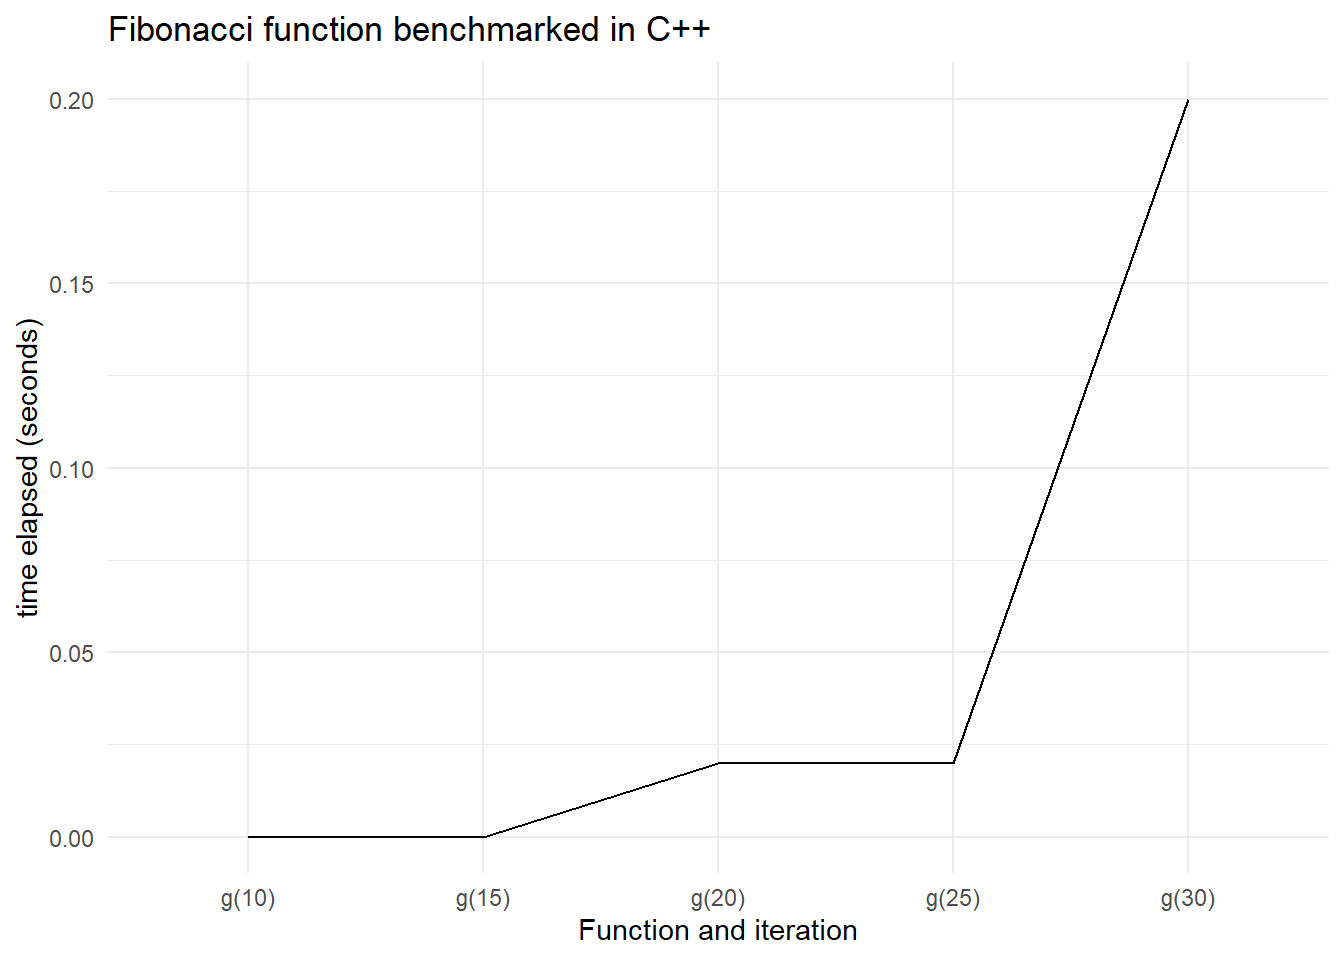 Fibonacci function benchmarked in C++
0.20
0.15
0.10
0.05
0.00
time elapsed (seconds)
g(10) g(15) g(20) g(25) g(30)
Function and iteration